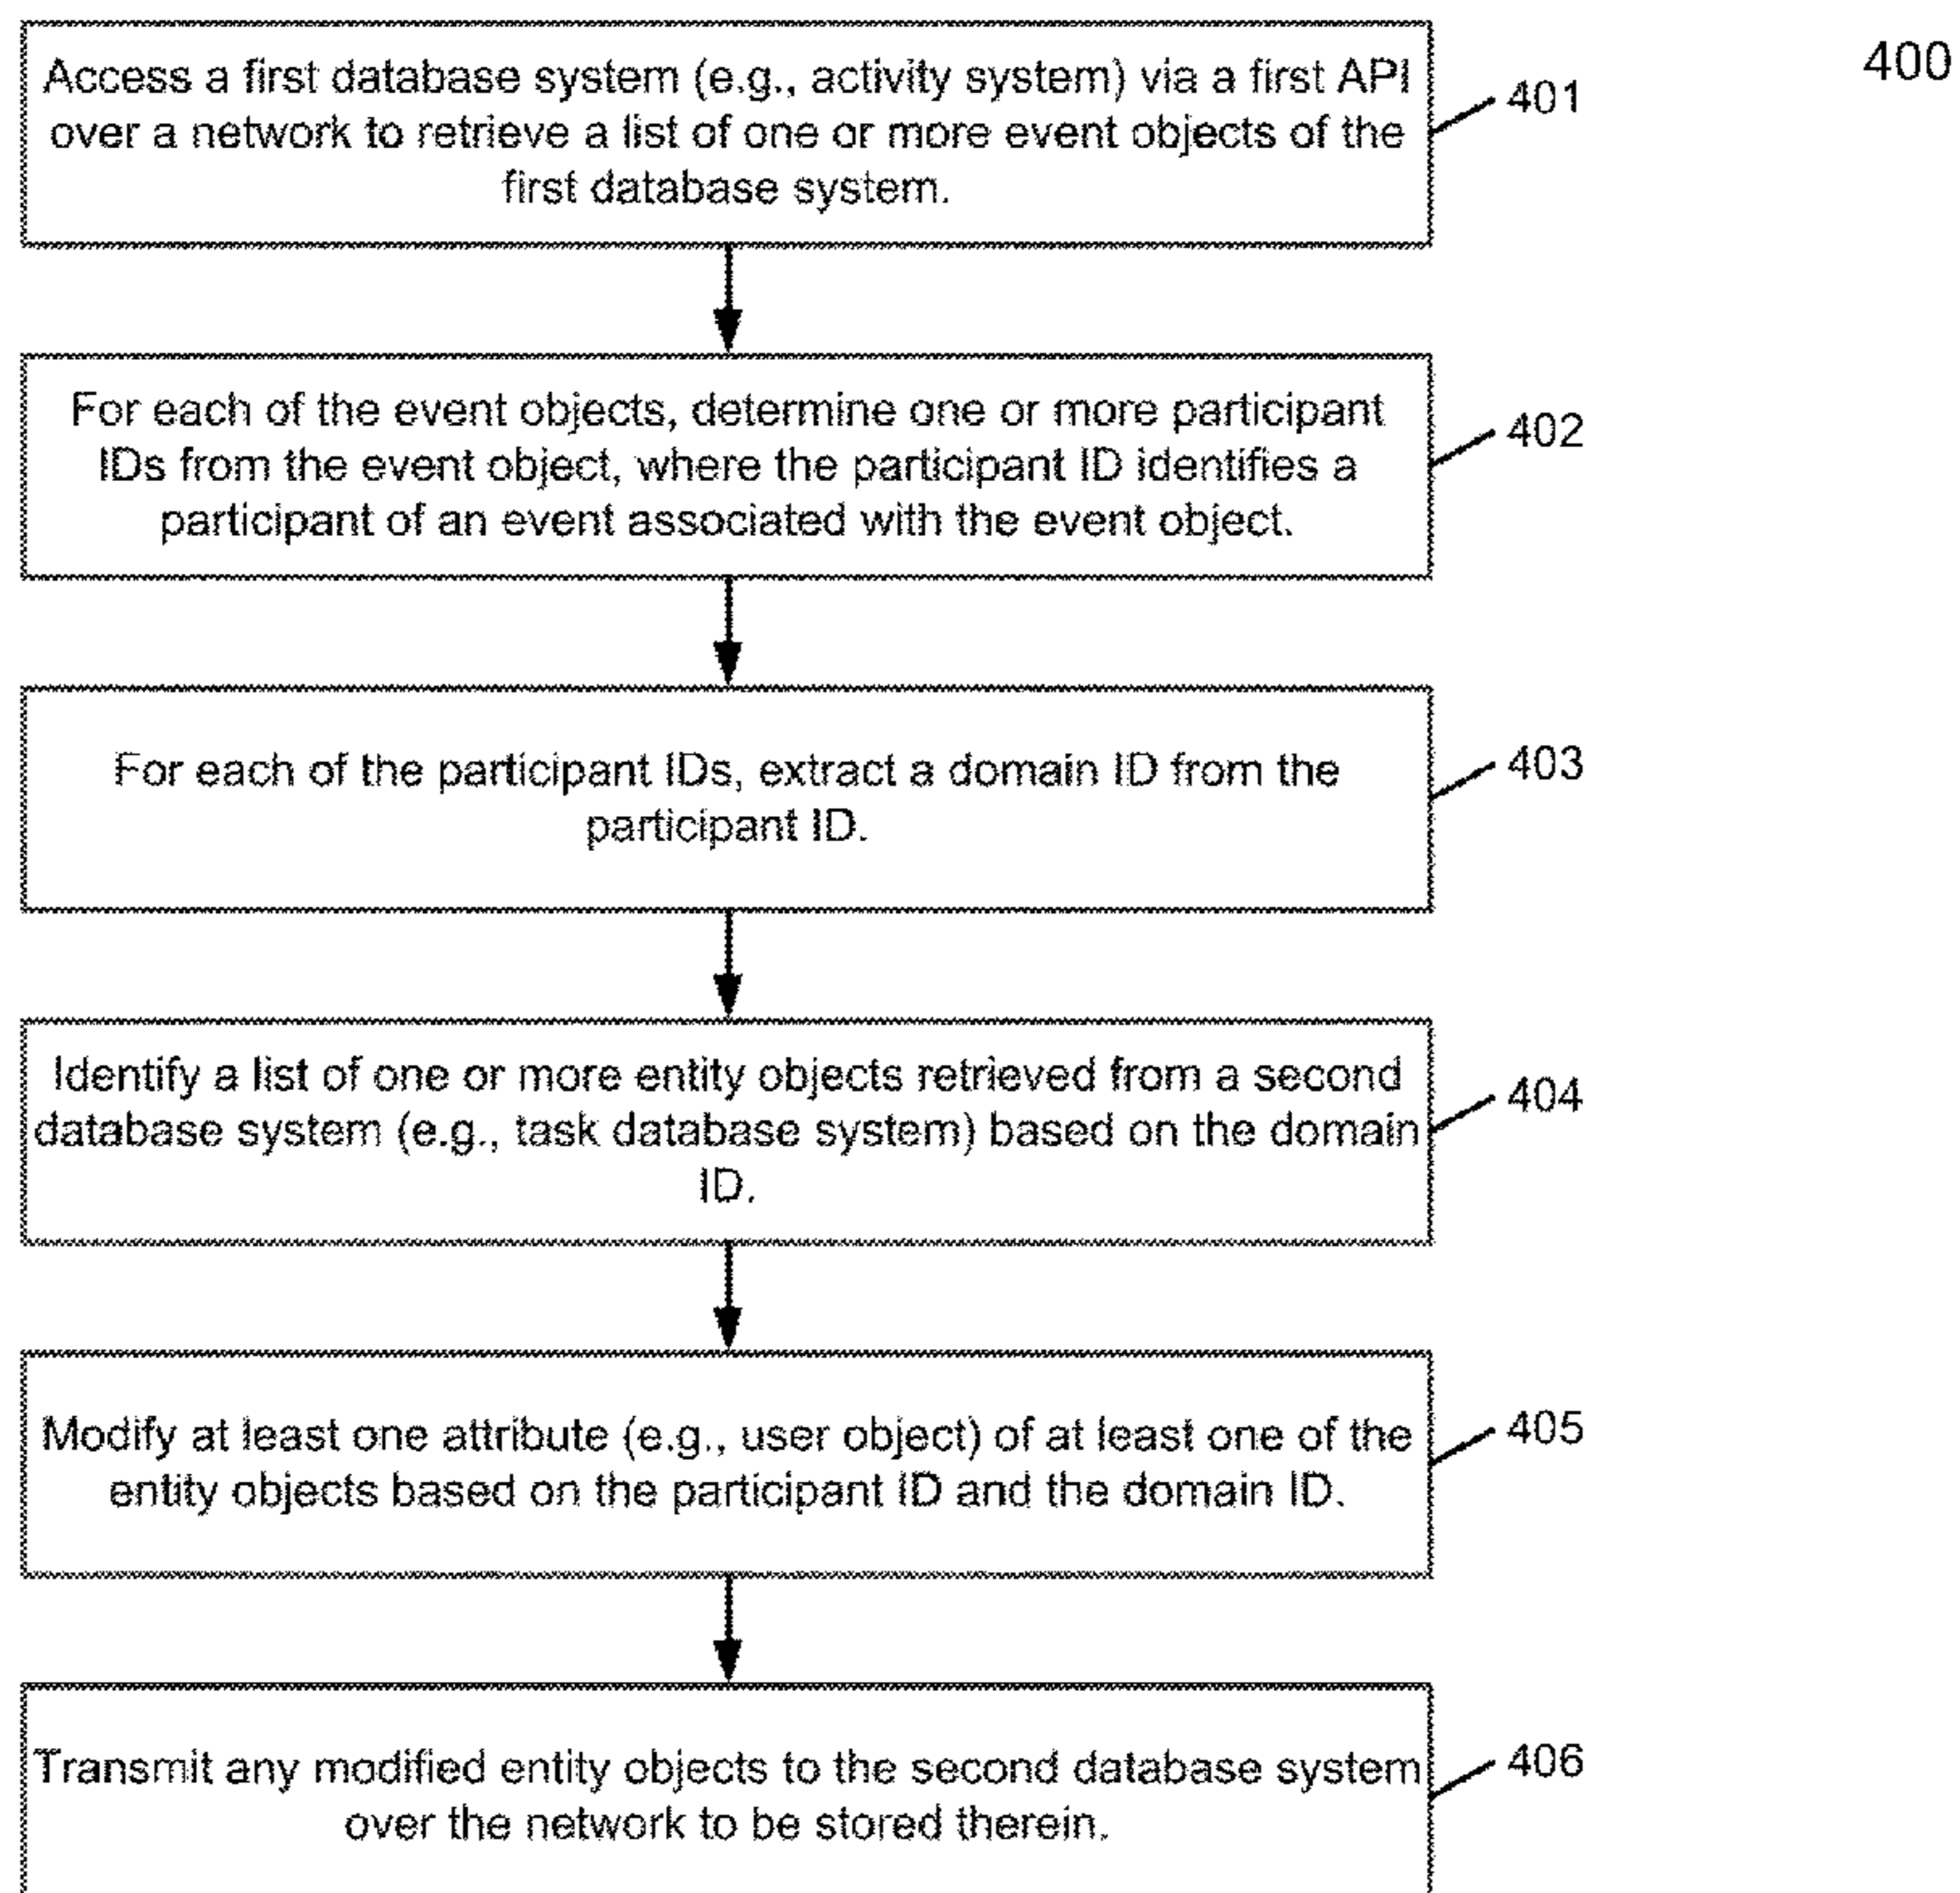 400
Access a first database system (e.g., activity system) via a first API
over a network to retrieve a list of one or more event objects of the
first database system.
401
For each of the event objects, determine one or more participant
IDs from the event object, where the participant ID identifies a
participant of an event associated with the event object.
402
For each of the participant IDs, extract a domain ID from the
participant ID.
403
Identify a list of one or more entity objects retrieved from a second
database system (e.g., task database system) based on the domain
ID.
404
Modify at least one attribute (e.g., user object) of at least one of the
entity objects based on the participant ID and the domain ID.
405
Transmit any modified entity objects to the second database system
over the network to be stored therein.
406